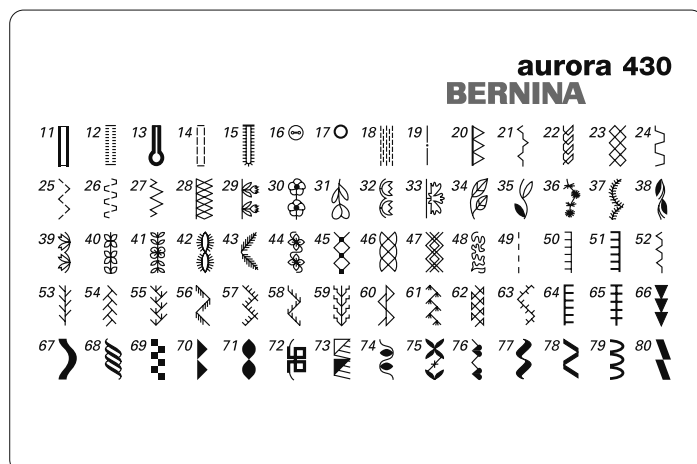 aurora 430
BERNINA
11 12 13 14 15 16 17 18 19 20 21 22 23 24
25 26 27 28 29 30 31 32 33 34 35 36 37 38
39 40 41 42 43 44 45 46 47 48 49 50 51 52
53 54 55 56 57 58 59 60 61 62 63 64 65 66
67 68 69 70 71 72 73 74 75 76 77 78 79 80